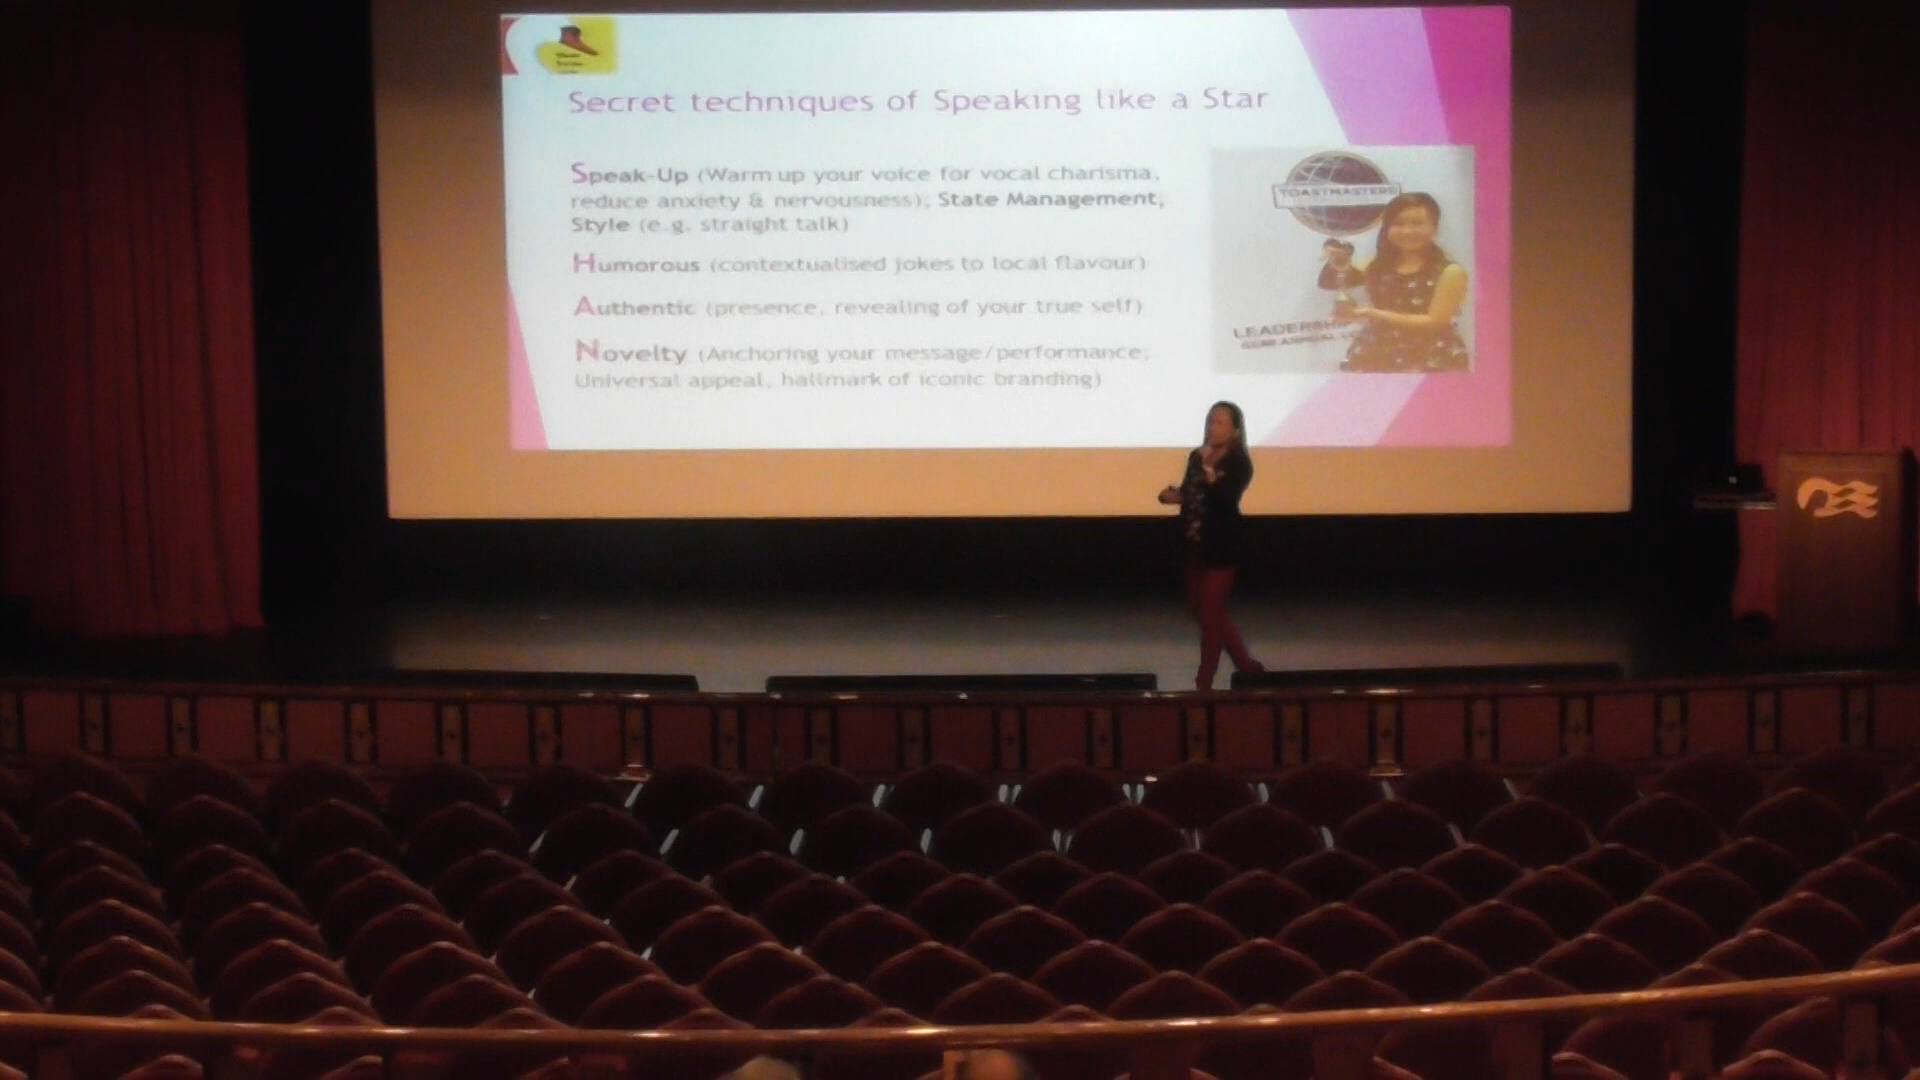 Secret techniques of Speaking like a Star
Speak-Up (Warm up your voice for vocal charisma,
reduce anxiety & nervousness); State Management,
Style (e.g. straight talk)
Humorous (contextualised jokes to local flavour)
Authentic (presence, revealing of your true self)
Novelty (Anchoring your message/performance;
Universal appeal, hallmark of iconic branding)
TOASTMASTERS
LEADERSHIP
ANNUAL